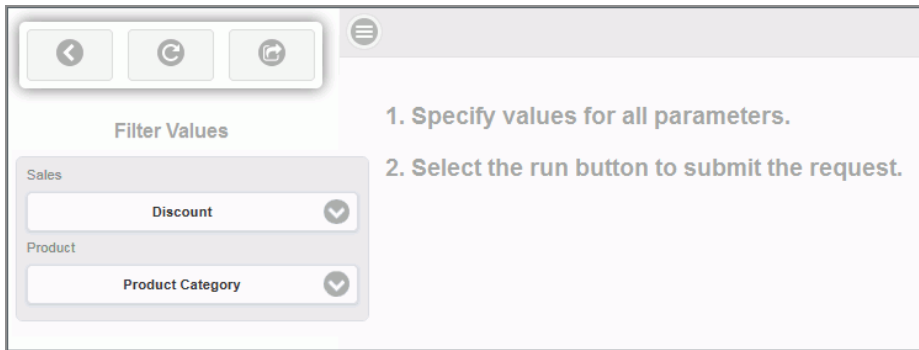 Filter Values
Sales
Discount
Product
Product Category
1. Specify values for all parameters.
2. Select the run button to submit the request.